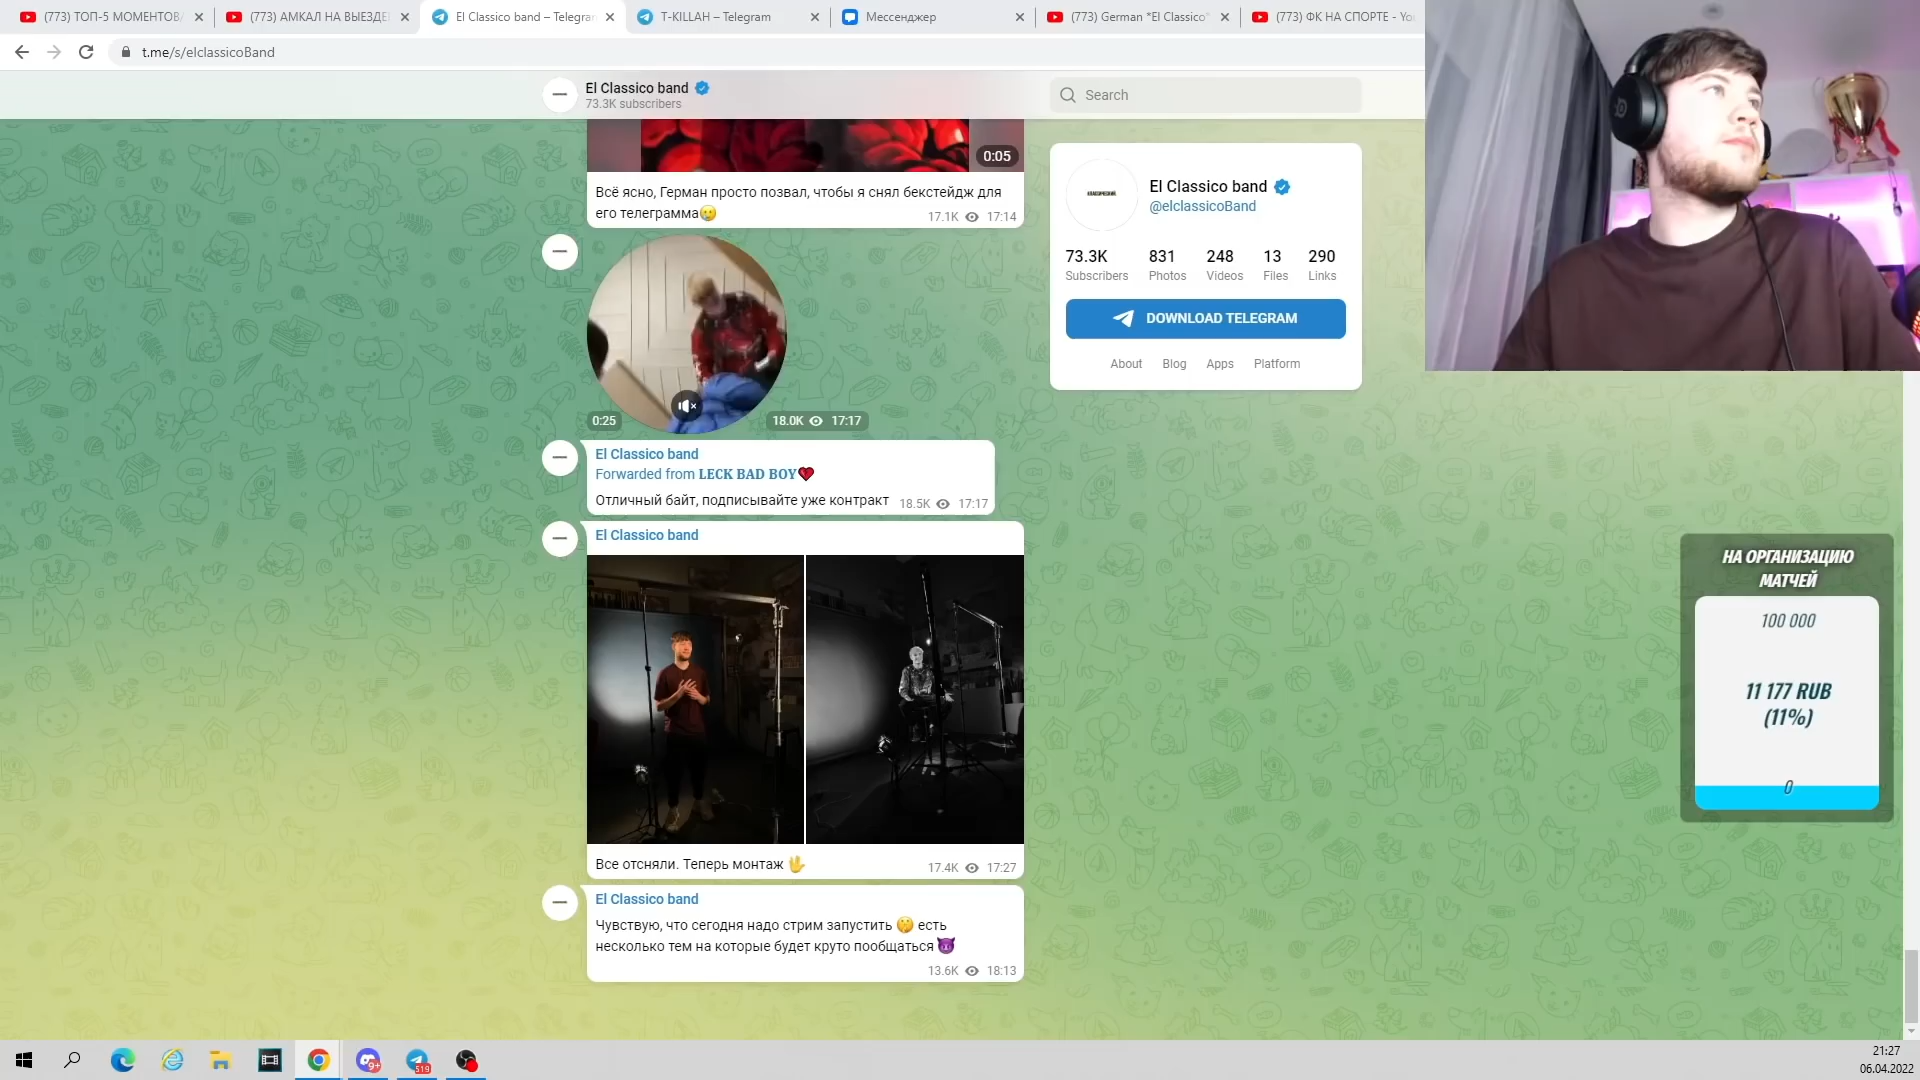 (773) ТОП-5 МОМЕНТОВ
(773) АМКАЛ НА ВЫЕЗДЕ
El Classico band – Telegram
T-KILLAH – Telegram
Мессенджер
(773) German "El Classico"
(773) ФК НА СПОРТЕ - Yo
t.me/s/elclassicoBand
El Classico band
73.3K subscribers
Search
0:05
Всё ясно, Герман просто позвал, чтобы я снял бекстейдж для
его телеграмма🥲
17.1K 17:14
0:25
18.0K 17:17
El Classico band
Forwarded from LECK BAD BOY💔
Отличный байт, подписывайте уже контракт
18.5K 17:17
El Classico band
Все отсняли. Теперь монтаж 🖖
17.4K 17:27
El Classico band
Чувствую, что сегодня надо стрим запустить 🤫 есть
несколько тем на которые будет круто пообщаться 😈
13.6K 18:13
El Classico band
@elclassicoBand
73.3K 831 248 13 290
Subscribers Photos Videos Files Links
DOWNLOAD TELEGRAM
About Blog Apps Platform
НА ОРГАНИЗАЦИЮ
МАТЧЕЙ
100 000
11 177 RUB
(11%)
0
9+
519
21:27
06.04.2022